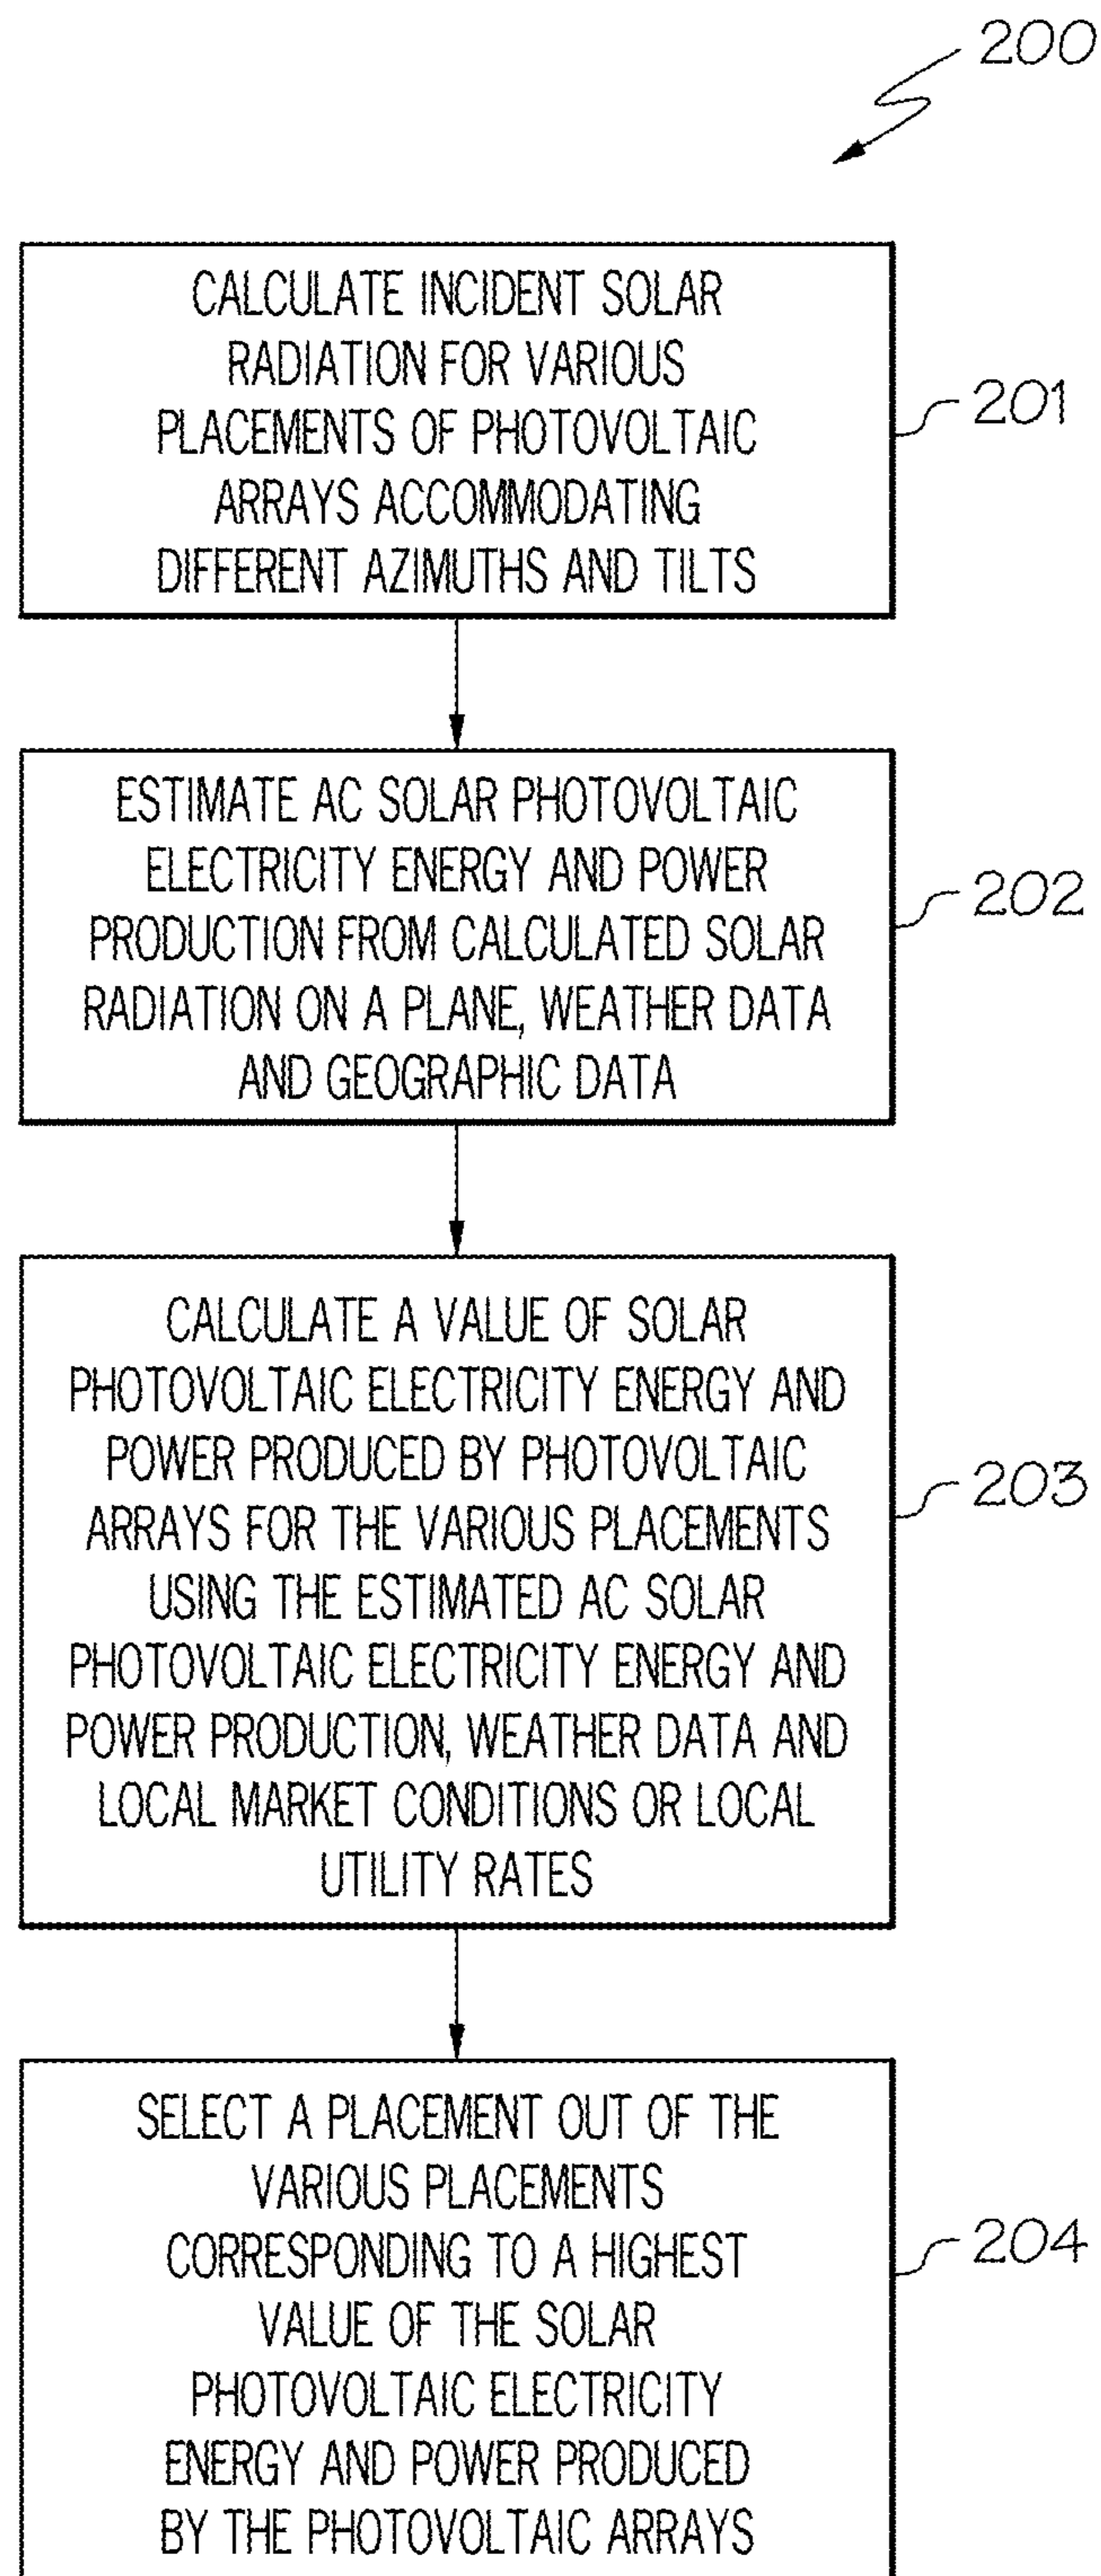 200
CALCULATE INCIDENT SOLAR
RADIATION FOR VARIOUS
PLACEMENTS OF PHOTOVOLTAIC
ARRAYS ACCOMMODATING
DIFFERENT AZIMUTHS AND TILTS
201
ESTIMATE AC SOLAR PHOTOVOLTAIC
ELECTRICITY ENERGY AND POWER
PRODUCTION FROM CALCULATED SOLAR
RADIATION ON A PLANE, WEATHER DATA
AND GEOGRAPHIC DATA
202
CALCULATE A VALUE OF SOLAR
PHOTOVOLTAIC ELECTRICITY ENERGY AND
POWER PRODUCED BY PHOTOVOLTAIC
ARRAYS FOR THE VARIOUS PLACEMENTS
USING THE ESTIMATED AC SOLAR
PHOTOVOLTAIC ELECTRICITY ENERGY AND
POWER PRODUCTION, WEATHER DATA AND
LOCAL MARKET CONDITIONS OR LOCAL
UTILITY RATES
203
SELECT A PLACEMENT OUT OF THE
VARIOUS PLACEMENTS
CORRESPONDING TO A HIGHEST
VALUE OF THE SOLAR
PHOTOVOLTAIC ELECTRICITY
ENERGY AND POWER PRODUCED
BY THE PHOTOVOLTAIC ARRAYS
204